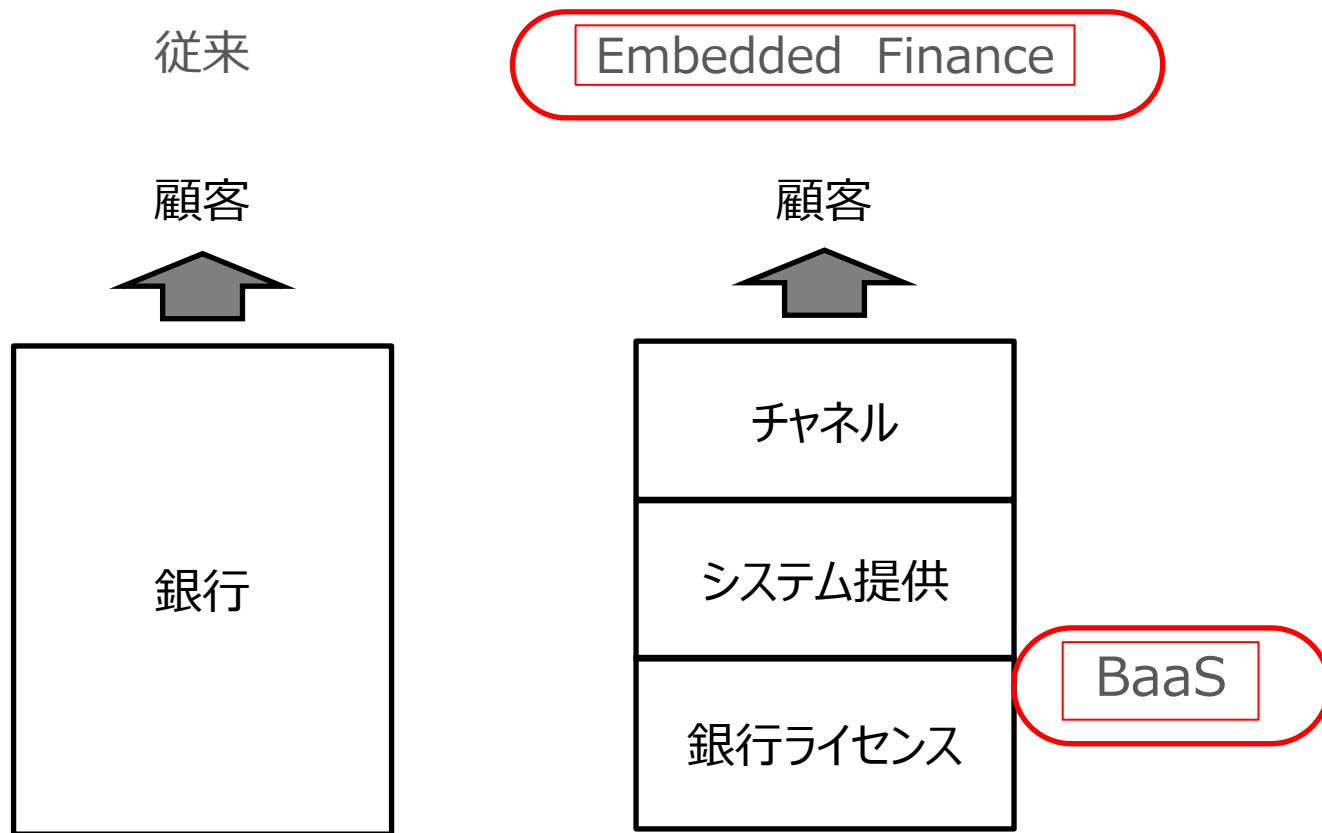 従来
Embedded Finance
顧客
顧客
銀行
チャネル
システム提供
銀行ライセンス
BaaS